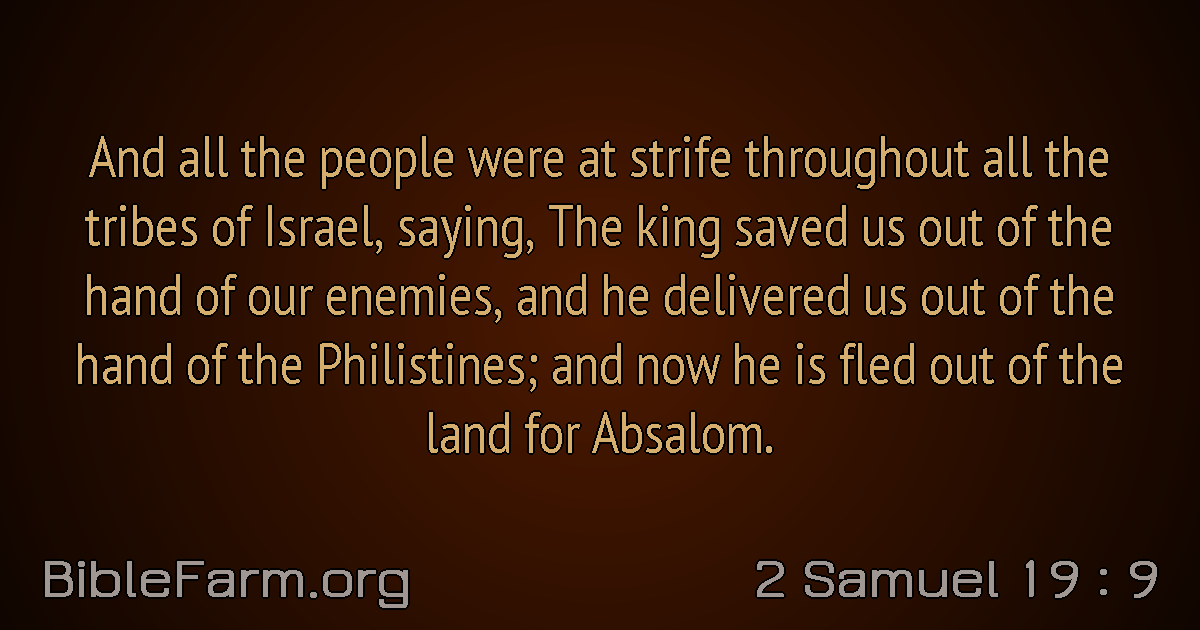 And all the people were at strife throughout all the
tribes of Israel, saying, The king saved us out of the
hand of our enemies, and he delivered us out of the
hand of the Philistines; and now he is fled out of the
land for Absalom.
BibleFarm.org
2 Samuel 19 : 9